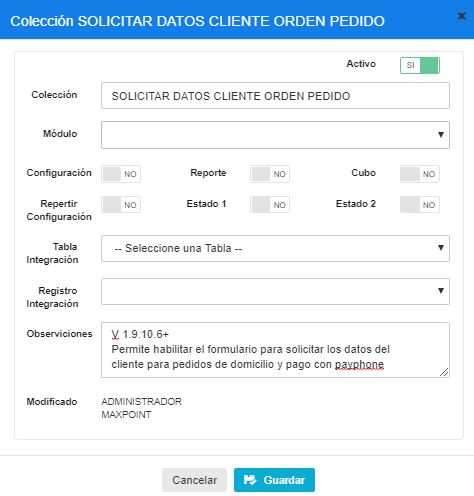 Colección SOLICITAR DATOS CLIENTE ORDEN PEDIDO ×
Activo SI
Colección SOLICITAR DATOS CLIENTE ORDEN PEDIDO
Módulo
Configuración NO Reporte NO Cubo NO
Repertir NO Estado 1 NO Estado 2 NO
Configuración
Tabla -- Seleccione una Tabla --
Integración
Registro
Integración
Observiciones V 1.9.10.6+
Permite habilitar el formulario para solicitar los datos del
cliente para pedidos de domicilio y pago con payphone
Modificado ADMINISTRADOR
MAXPOINT
Cancelar Guardar